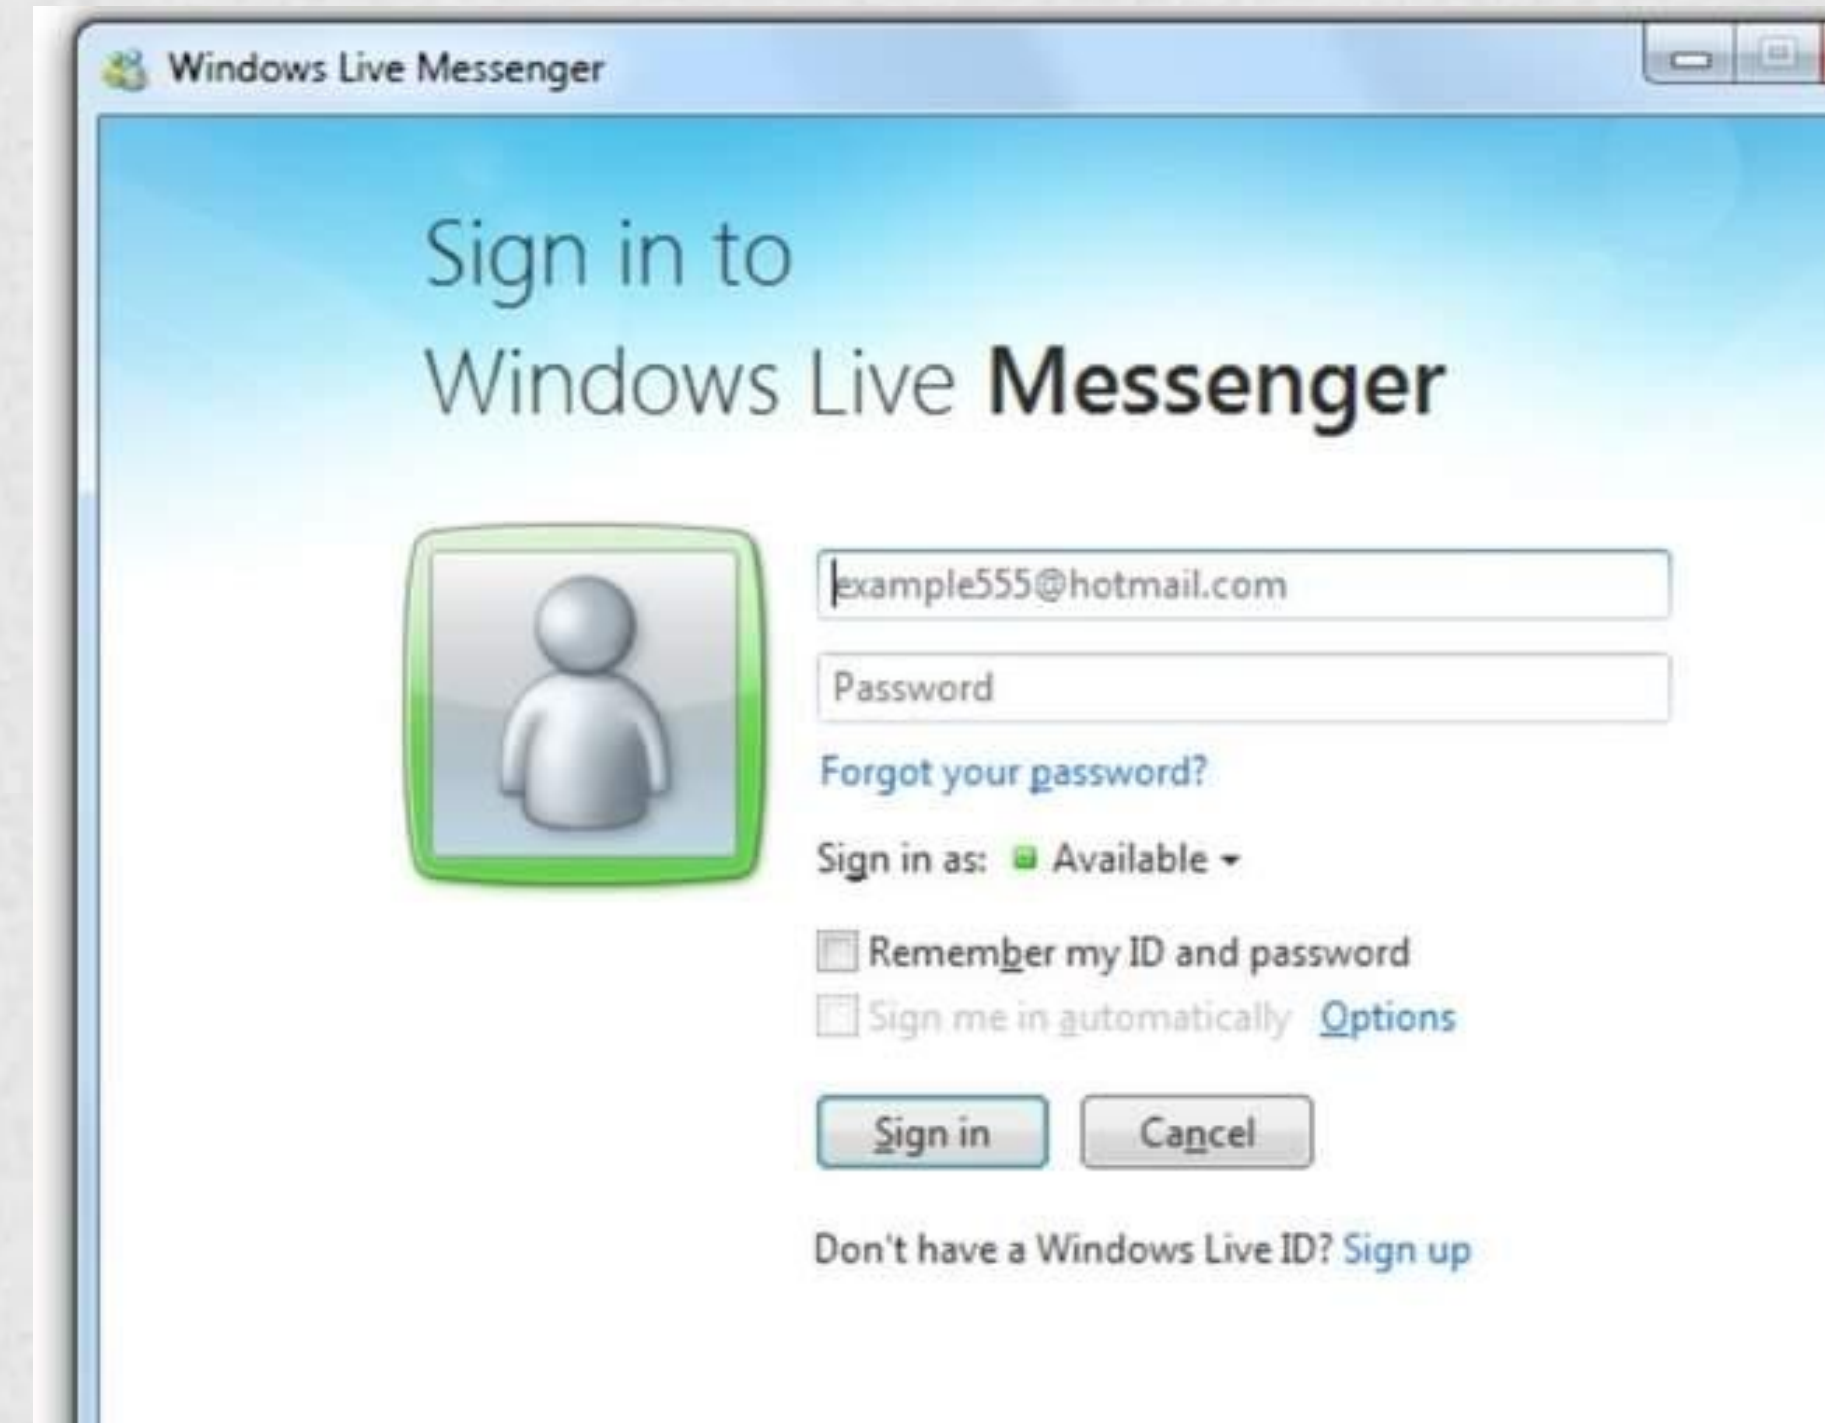 Windows Live Messenger
Sign in to
Windows Live Messenger
example555@hotmail.com
Password
Forgot your password?
Sign in as: Available
Remember my ID and password
Sign me in automatically Options
Sign in Cancel
Don't have a Windows Live ID? Sign up